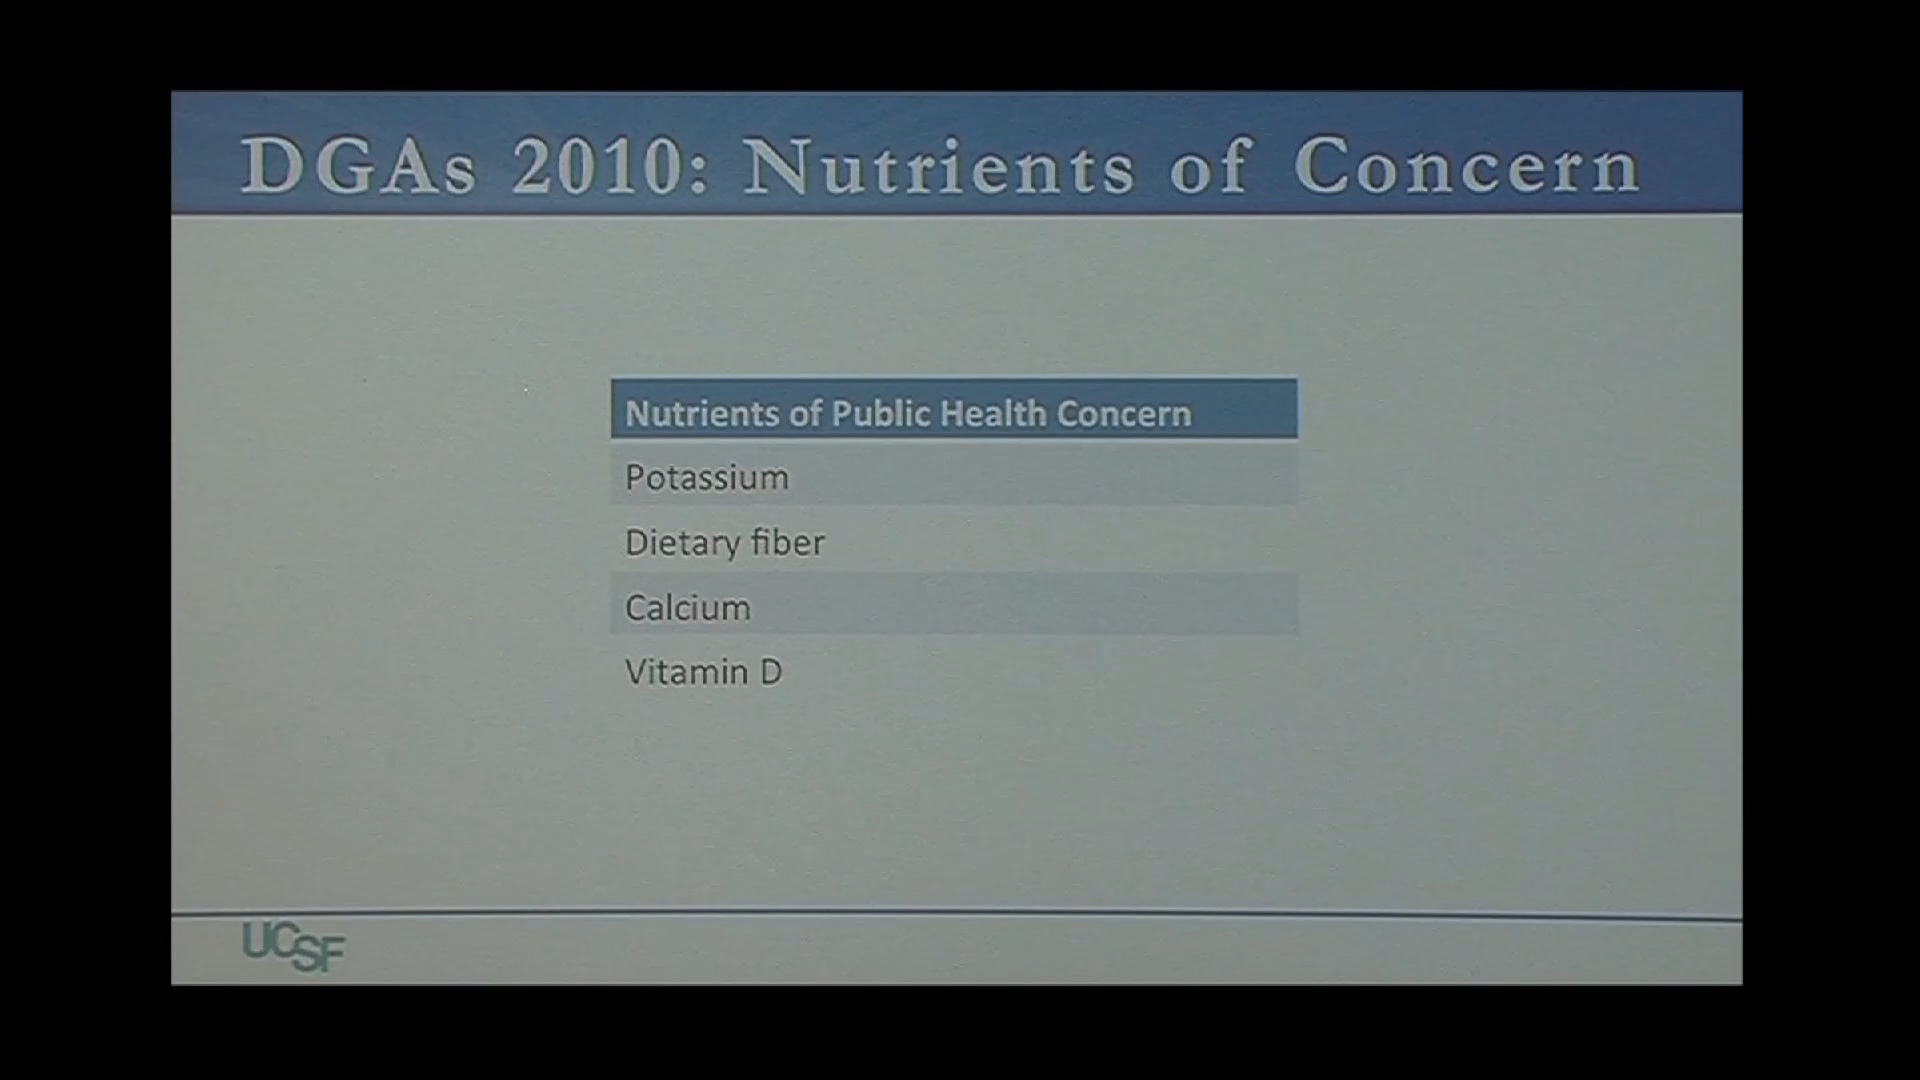 DGAs 2010: Nutrients of Concern
Nutrients of Public Health Concern
Potassium
Dietary fiber
Calcium
Vitamin D
UCSF